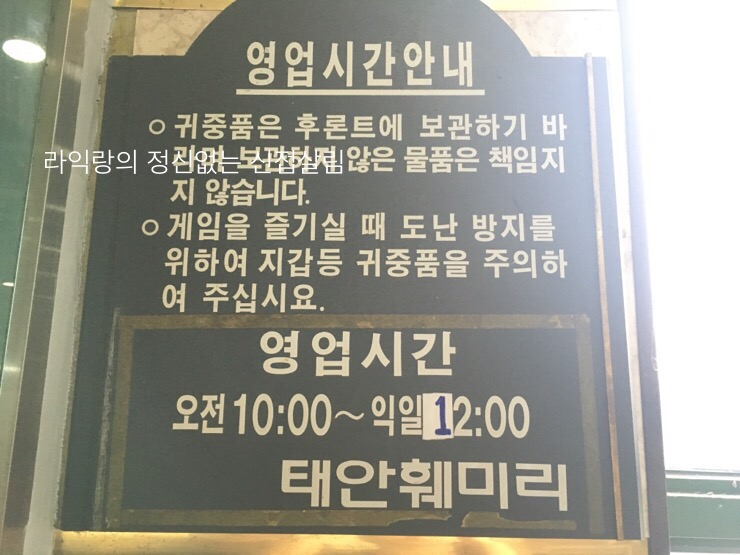 영업시간안내
○ 귀중품은 후론트에 보관하기 바
않은 물품은 책임지
지 않습니다.
○ 게임을 즐기실 때 도난 방지를
위하여 지갑등 귀중품을 주의하
여 주십시요.
영업시간
오전 10:00~익일 12:00
태안훼미리
라익랑의 정신없는 신접살림